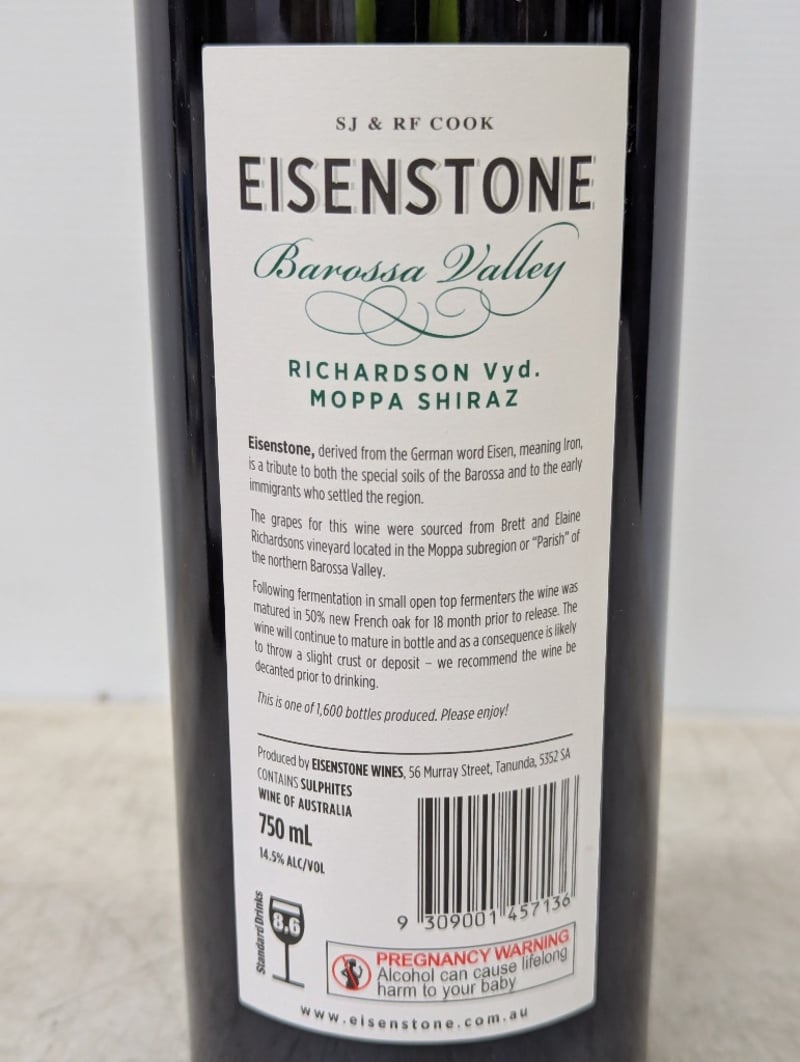 SJ & RF COOK
EISENSTONE
Barossa Valley
RICHARDSON Vyd.
MOPPA SHIRAZ
Eisenstone, derived from the German word Eisen, meaning Iron,
is a tribute to both the special soils of the Barossa and to the early
immigrants who settled the region.
The grapes for this wine were sourced from Brett and Elaine
Richardsons vineyard located in the Moppa subregion or “Parish” of
the northern Barossa Valley.
Following fermentation in small open top fermenters the wine was
matured in 50% new French oak for 18 month prior to release. The
wine will continue to mature in bottle and as a consequence is likely
to throw a slight crust or deposit – we recommend the wine be
decanted prior to drinking.
This is one of 1,600 bottles produced. Please enjoy!
Produced by EISENSTONE WINES, 56 Murray Street, Tanunda, 5352 SA
CONTAINS SULPHITES
WINE OF AUSTRALIA
750 mL
14.5% ALC/VOL
Standard Drinks
8.6
9 309001 457136
PREGNANCY WARNING
Alcohol can cause lifelong
harm to your baby
www.eisenstone.com.au